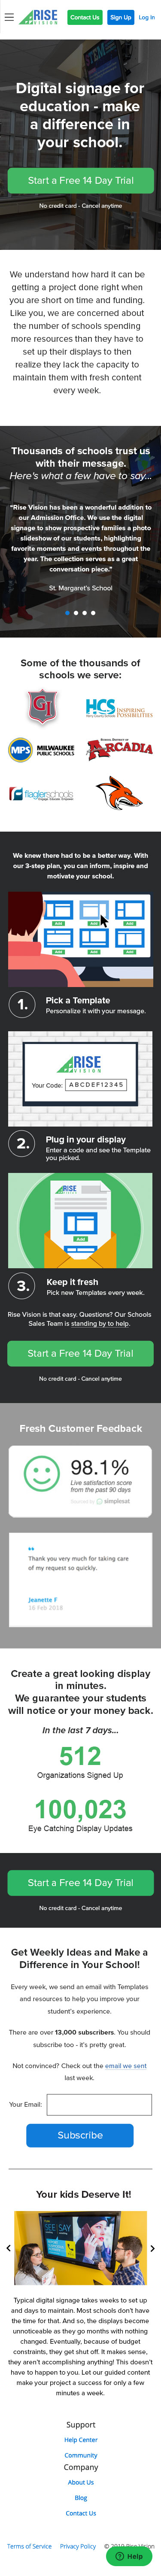 RISE VISION
Contact Us
Sign Up
Log In
Digital signage for
education - make
a difference in
your school.
Start a Free 14 Day Trial
No credit card - Cancel anytime
We understand how hard it can be
getting a project done right when
you are short on time and funding.
Like you, we are concerned about
the number of schools spending
more resources than they have to
set up their displays to then
realize they lack the capacity to
maintain them with fresh content
every week.
Thousands of schools trust us
with their message.
Here's what a few have to say...
"Rise Vision has been a wonderful addition to
our Admission Office. We use the digital
signage to show prospective families a photo
slideshow of our students, highlighting
favorite moments and events throughout the
year. The collection serves as a great
conversation piece."
St. Margaret's School
Some of the thousands of
schools we serve:
GI
HCS INSPIRING POSSIBILITIES
MPS MILWAUKEE PUBLIC SCHOOLS
ARCADIA
flaglerschools
We knew there had to be a better way. With
our 3-step plan, you can inform, inspire and
motivate your school.
Add Add Add
Add Add Add
1.
Pick a Template
Personalize it with your message.
RISE VISION
Your Code: ABCDEF12345
2.
Plug in your display
Enter a code and see the Template
you picked.
RISE VISION
3.
Keep it fresh
Pick new Templates every week.
Rise Vision is that easy. Questions? Our Schools
Sales Team is standing by to help.
Start a Free 14 Day Trial
No credit card - Cancel anytime
Fresh Customer Feedback
98.1%
Live satisfaction score
from the past 90 days
simplesat
Thank you very much for taking care
of my request so quickly.
Jeanette F
16 Feb 2018
Create a great looking display
in minutes.
We guarantee your students
will notice or your money back.
In the last 7 days...
512
Organizations Signed Up
100,023
Eye Catching Display Updates
Start a Free 14 Day Trial
No credit card - Cancel anytime
Get Weekly Ideas and Make a
Difference in Your School!
Every week, we send an email with Templates
and resources to help you improve your
student's experience.
There are over 13,000 subscribers. You should
subscribe too - it's pretty great.
Not convinced? Check out the email we sent
last week.
Your Email:
Subscribe
Your kids Deserve It!
Typical digital signage takes weeks to set up
and days to maintain. Most schools don't have
the time for that. And so, the displays become
unnoticeable as they go months with nothing
changed. Eventually, because of budget
constraints, they get shut off. It makes sense,
they aren't accomplishing anything! This doesn't
have to happen to you. Let our guided content
make your project a success for only a few
minutes a week.
Support
Help Center
Community
Company
About Us
Blog
Contact Us
Terms of Service
Privacy Policy
Help